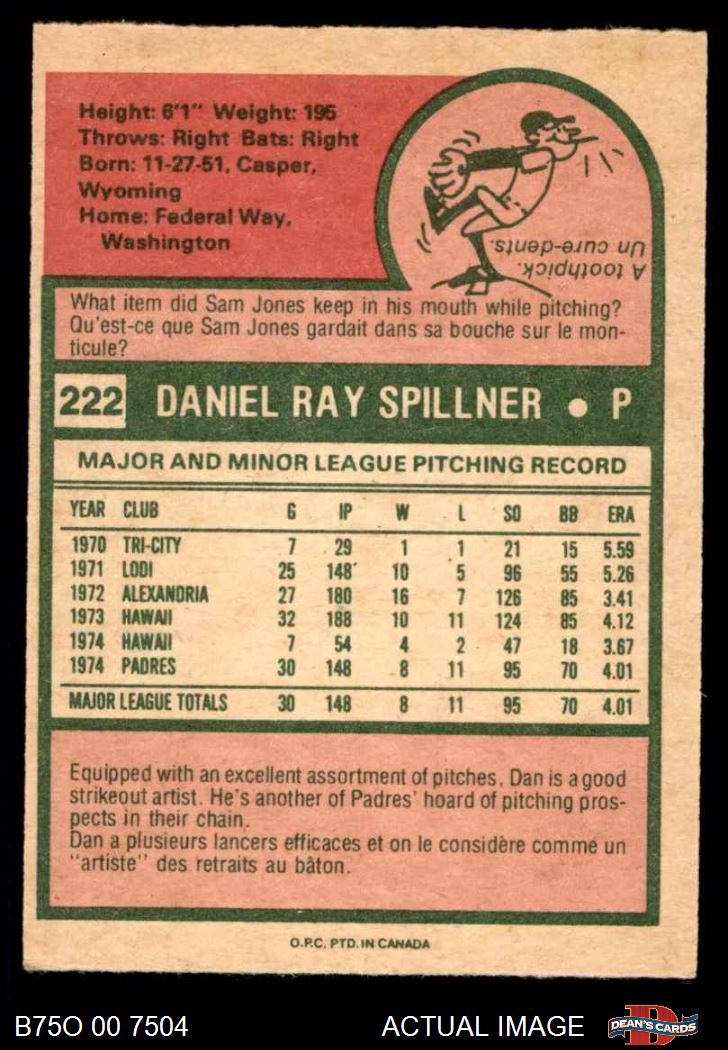 Height: 6'1" Weight: 195
Throws: Right Bats: Right
Born: 11-27-51, Casper,
Wyoming
Home: Federal Way,
Washington
A toothpick.
Un cure-dents.
What item did Sam Jones keep in his mouth while pitching?
Qu'est-ce que Sam Jones gardait dans sa bouche sur le mon-
ticule?
222 DANIEL RAY SPILLNER • P
MAJOR AND MINOR LEAGUE PITCHING RECORD
YEAR CLUB G IP W L SO BB ERA
1970 TRI-CITY 7 29 1 1 21 15 5.59
1971 LODI 25 148 10 5 96 55 5.26
1972 ALEXANDRIA 27 180 16 7 126 85 3.41
1973 HAWAII 32 188 10 11 124 85 4.12
1974 HAWAII 7 54 4 2 47 18 3.67
1974 PADRES 30 148 8 11 95 70 4.01
MAJOR LEAGUE TOTALS 30 148 8 11 95 70 4.01
Equipped with an excellent assortment of pitches, Dan is a good
strikeout artist. He's another of Padres' hoard of pitching pros-
pects in their chain.
Dan a plusieurs lancers efficaces et on le considère comme un
"artiste" des retraits au bâton.
O.P.C. PTD. IN CANADA
B75O 00 7504 ACTUAL IMAGE D DEAN'S CARDS